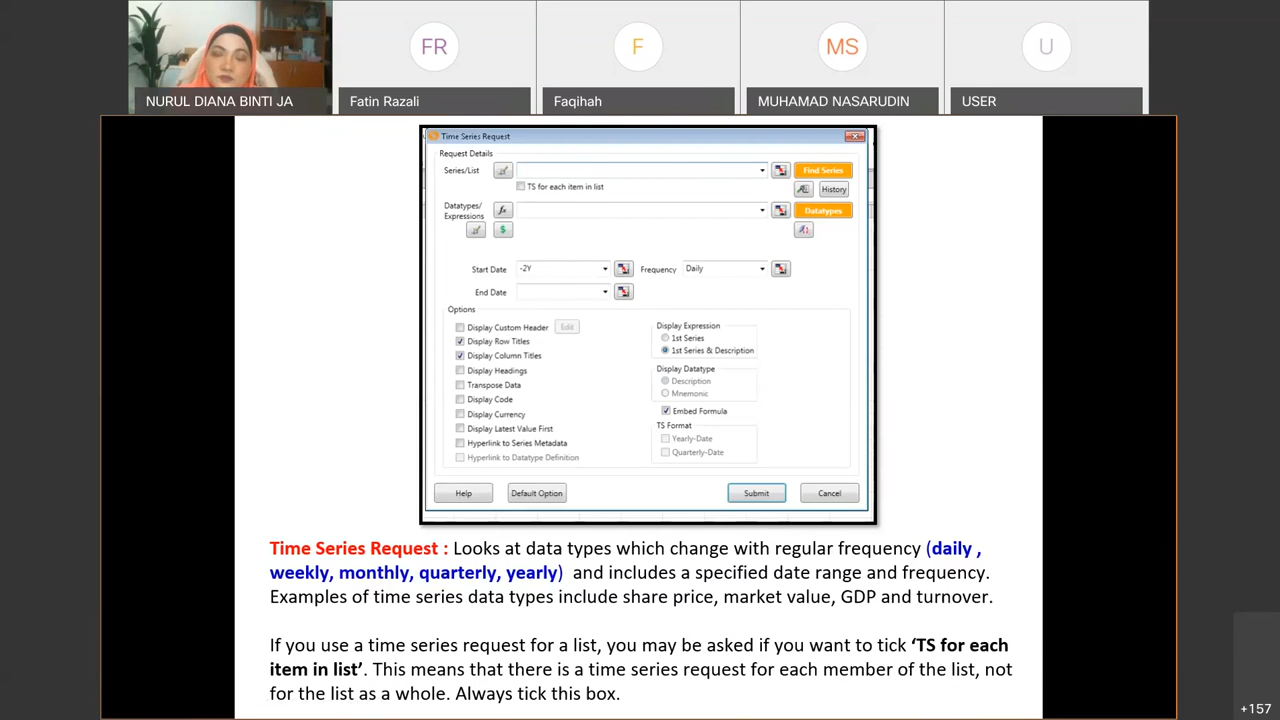 FR
F
MS
U
NURUL DIANA BINTI JA
Fatin Razali
Faqihah
MUHAMAD NASARUDIN
USER
Time Series Request
Request Details
Series/List
Find Series
TS for each item in list
History
Datatypes/
Expressions
fx
Datatypes
$
Start Date
-2Y
Frequency
Daily
End Date
Options
Display Custom Header
Edit
Display Row Titles
Display Column Titles
Display Headings
Transpose Data
Display Code
Display Currency
Display Latest Value First
Hyperlink to Series Metadata
Hyperlink to Datatype Definition
Display Expression
1st Series
1st Series & Description
Display Datatype
Description
Mnemonic
Embed Formula
TS Format
Yearly-Date
Quarterly-Date
Help
Default Option
Submit
Cancel
Time Series Request : Looks at data types which change with regular frequency (daily ,
weekly, monthly, quarterly, yearly) and includes a specified date range and frequency.
Examples of time series data types include share price, market value, GDP and turnover.
If you use a time series request for a list, you may be asked if you want to tick ‘TS for each
item in list’. This means that there is a time series request for each member of the list, not
for the list as a whole. Always tick this box.
+157